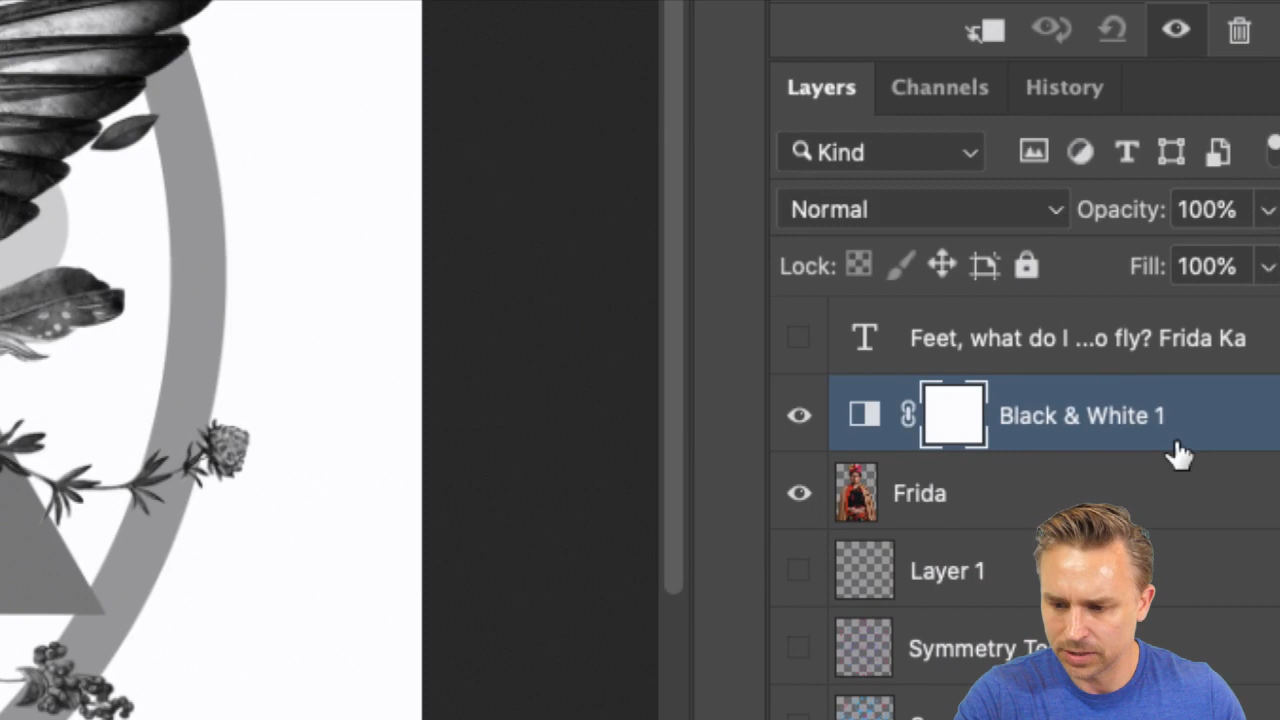 Layers Channels History
Kind
Normal Opacity: 100%
Lock: Fill: 100%
T Feet, what do I ...o fly? Frida Ka
Black & White 1
Frida
Layer 1
Symmetry